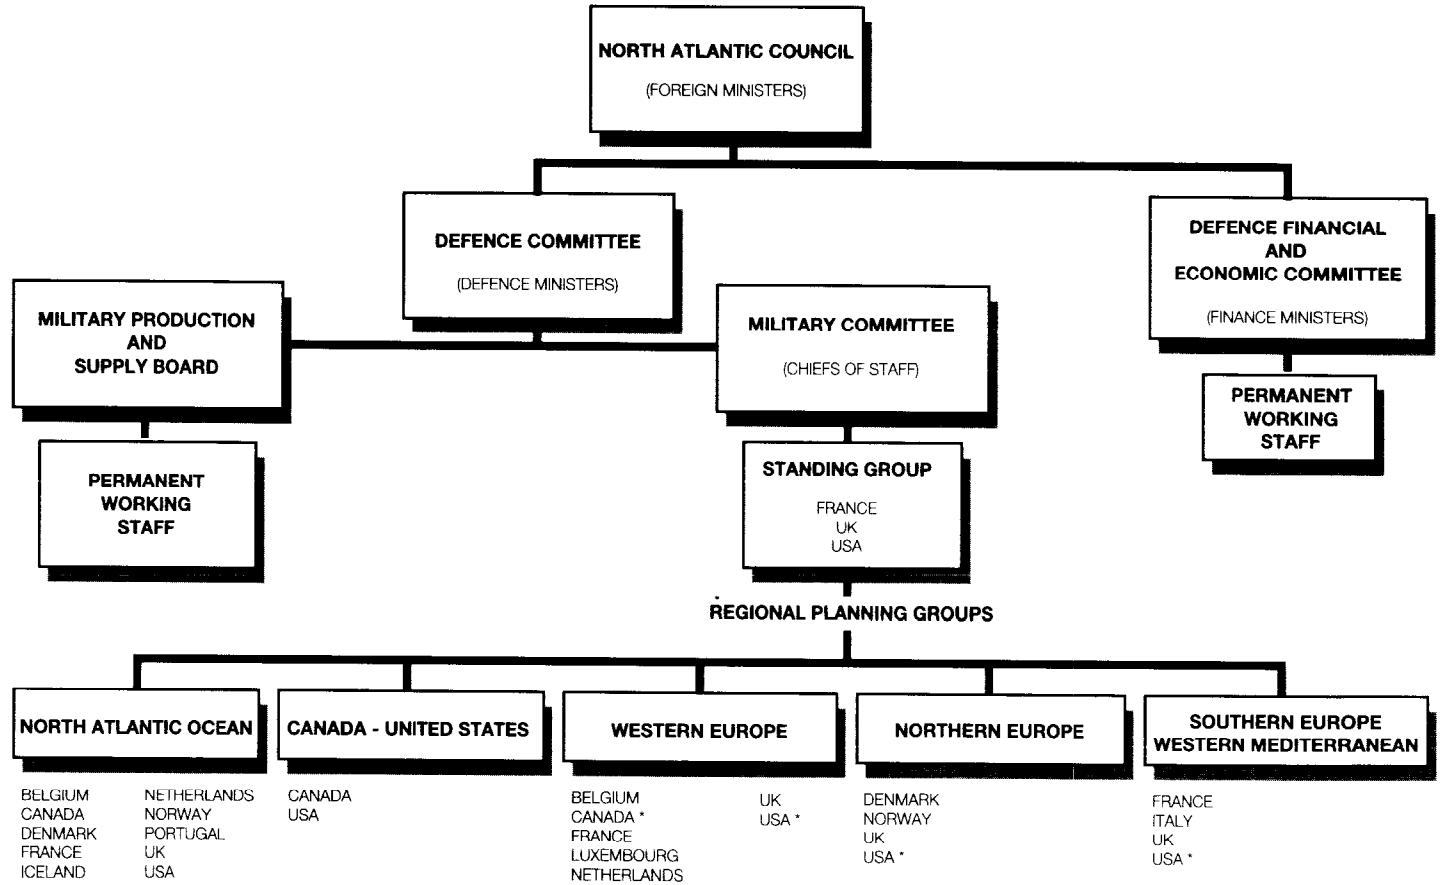 NORTH ATLANTIC COUNCIL
(FOREIGN MINISTERS)
DEFENCE COMMITTEE
(DEFENCE MINISTERS)
DEFENCE FINANCIAL
AND
ECONOMIC COMMITTEE
(FINANCE MINISTERS)
MILITARY PRODUCTION
AND
SUPPLY BOARD
MILITARY COMMITTEE
(CHIEFS OF STAFF)
PERMANENT
WORKING
STAFF
PERMANENT
WORKING
STAFF
STANDING GROUP
FRANCE
UK
USA
REGIONAL PLANNING GROUPS
NORTH ATLANTIC OCEAN
BELGIUM
CANADA
DENMARK
FRANCE
ICELAND
NETHERLANDS
NORWAY
PORTUGAL
UK
USA
CANADA - UNITED STATES
CANADA
USA
WESTERN EUROPE
BELGIUM
CANADA *
FRANCE
LUXEMBOURG
NETHERLANDS
UK
USA *
NORTHERN EUROPE
DENMARK
NORWAY
UK
USA *
SOUTHERN EUROPE
WESTERN MEDITERRANEAN
FRANCE
ITALY
UK
USA *